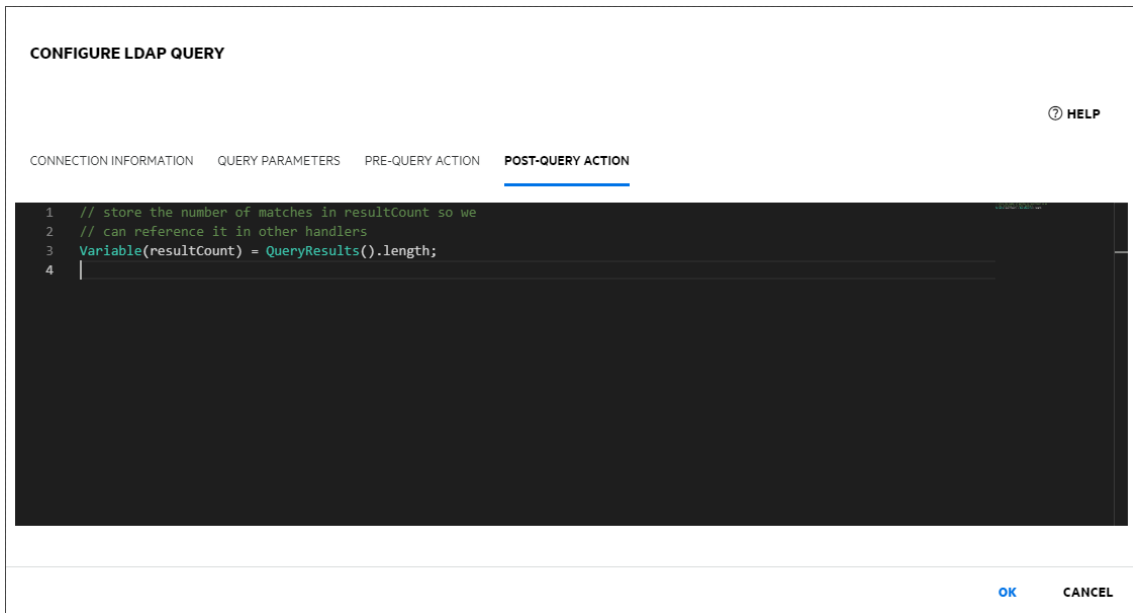 CONFIGURE LDAP QUERY
? HELP
CONNECTION INFORMATION QUERY PARAMETERS PRE-QUERY ACTION POST-QUERY ACTION
1 // store the number of matches in resultCount so we
2 // can reference it in other handlers
3 Variable(resultCount) = QueryResults().length;
4
OK CANCEL